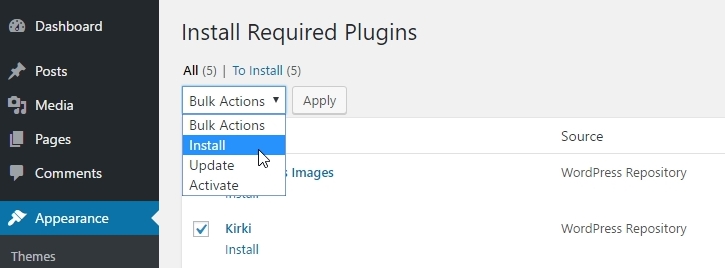 Dashboard
Posts
Media
Pages
Comments
Appearance
Themes
Install Required Plugins
All (5) | To Install (5)
Bulk Actions Apply
Bulk Actions
Install
Update
Activate
Source
Images WordPress Repository
Install
Kirki WordPress Repository
Install